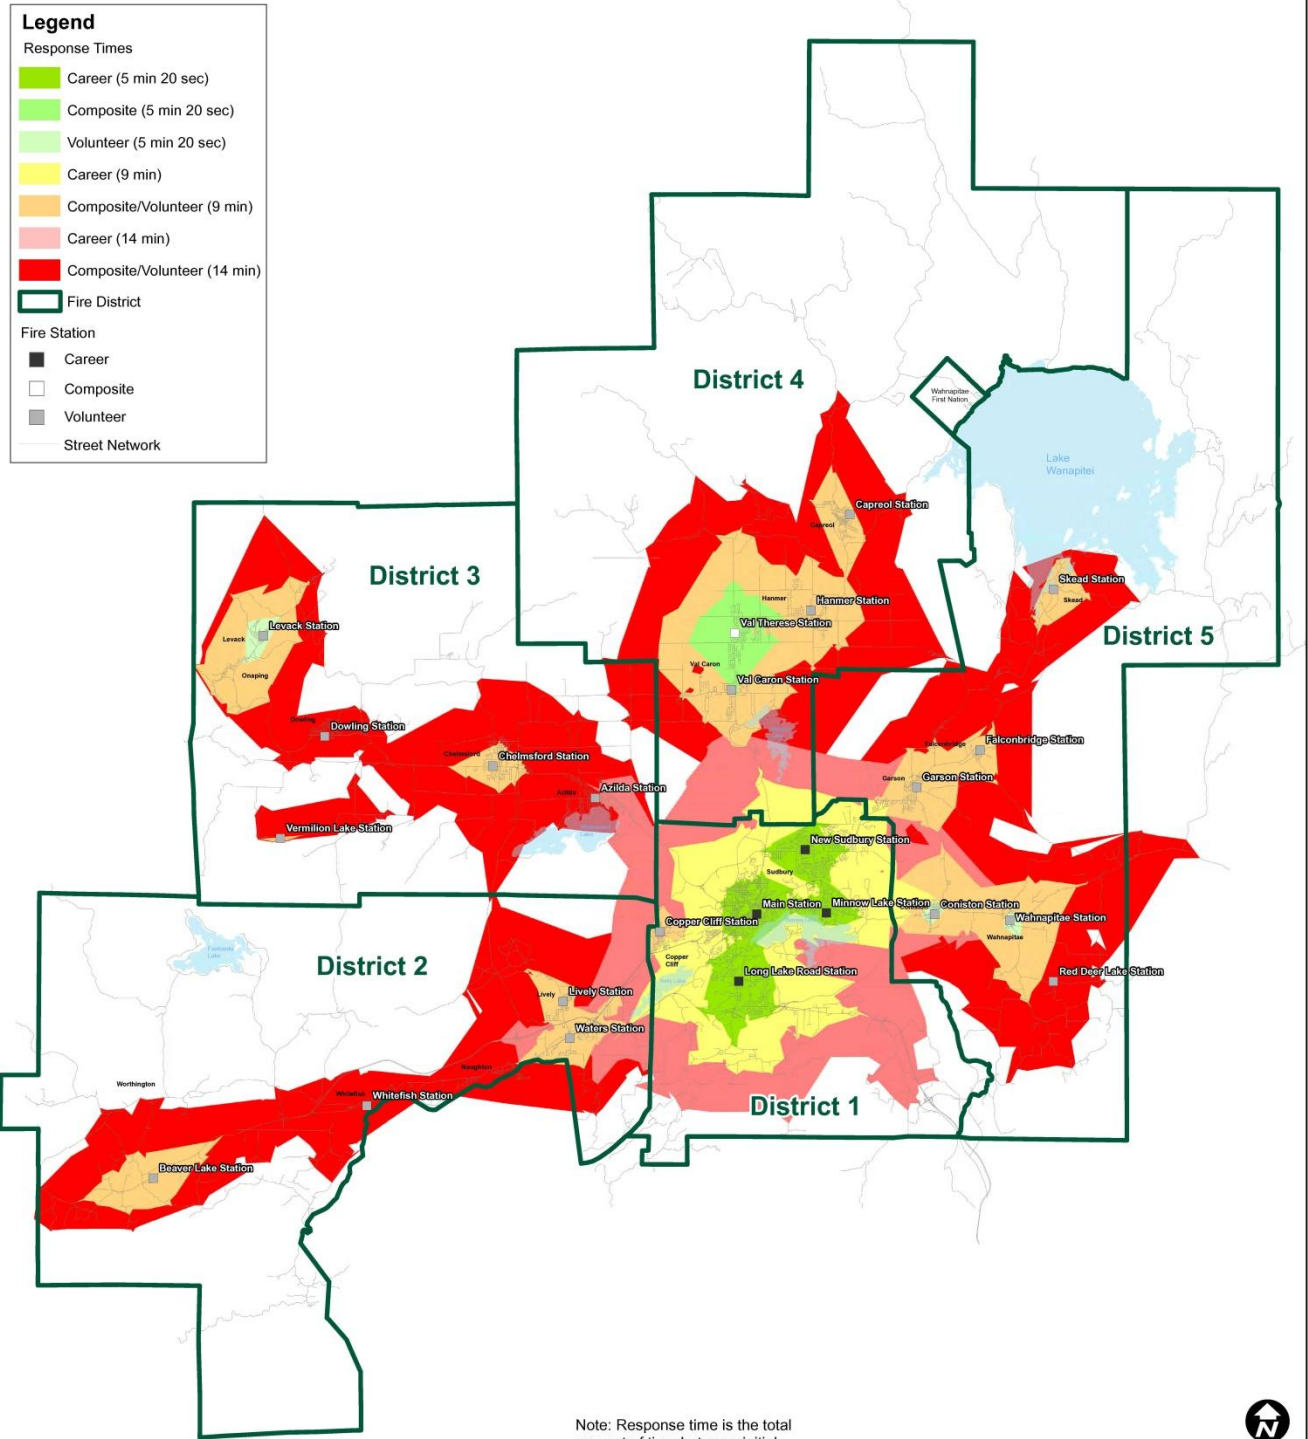 Legend
Response Times
Career (5 min 20 sec)
Composite (5 min 20 sec)
Volunteer (5 min 20 sec)
Career (9 min)
Composite/Volunteer (9 min)
Career (14 min)
Composite/Volunteer (14 min)
Fire District
Fire Station
Career
Composite
Volunteer
Street Network
District 4
Wahnapitae
First Nation
Lake
Wanapitei
Capreol Station
Capreol
District 3
Skead Station
Skead
Hanmer
Hanmer Station
Val Therese Station
Levack Station
Levack
District 5
Val Caron
Onaping
Val Caron Station
Dowling
Dowling Station
Falconbridge
Falconbridge Station
Chelmsford
Chelmsford Station
Garson
Garson Station
Azilda
Azilda Station
Vermilion Lake Station
Lake
New Sudbury Station
Sudbury
Main Station
Minnow Lake Station
Coniston Station
Copper Cliff Station
Wahnapitae Station
Wahnapitae
Copper
Cliff
District 2
Long Lake Road Station
Red Deer Lake Station
Lively
Lively Station
Waters Station
Naughton
Worthington
Whitefish
Whitefish Station
District 1
Beaver Lake Station
Note: Response time is the total
N